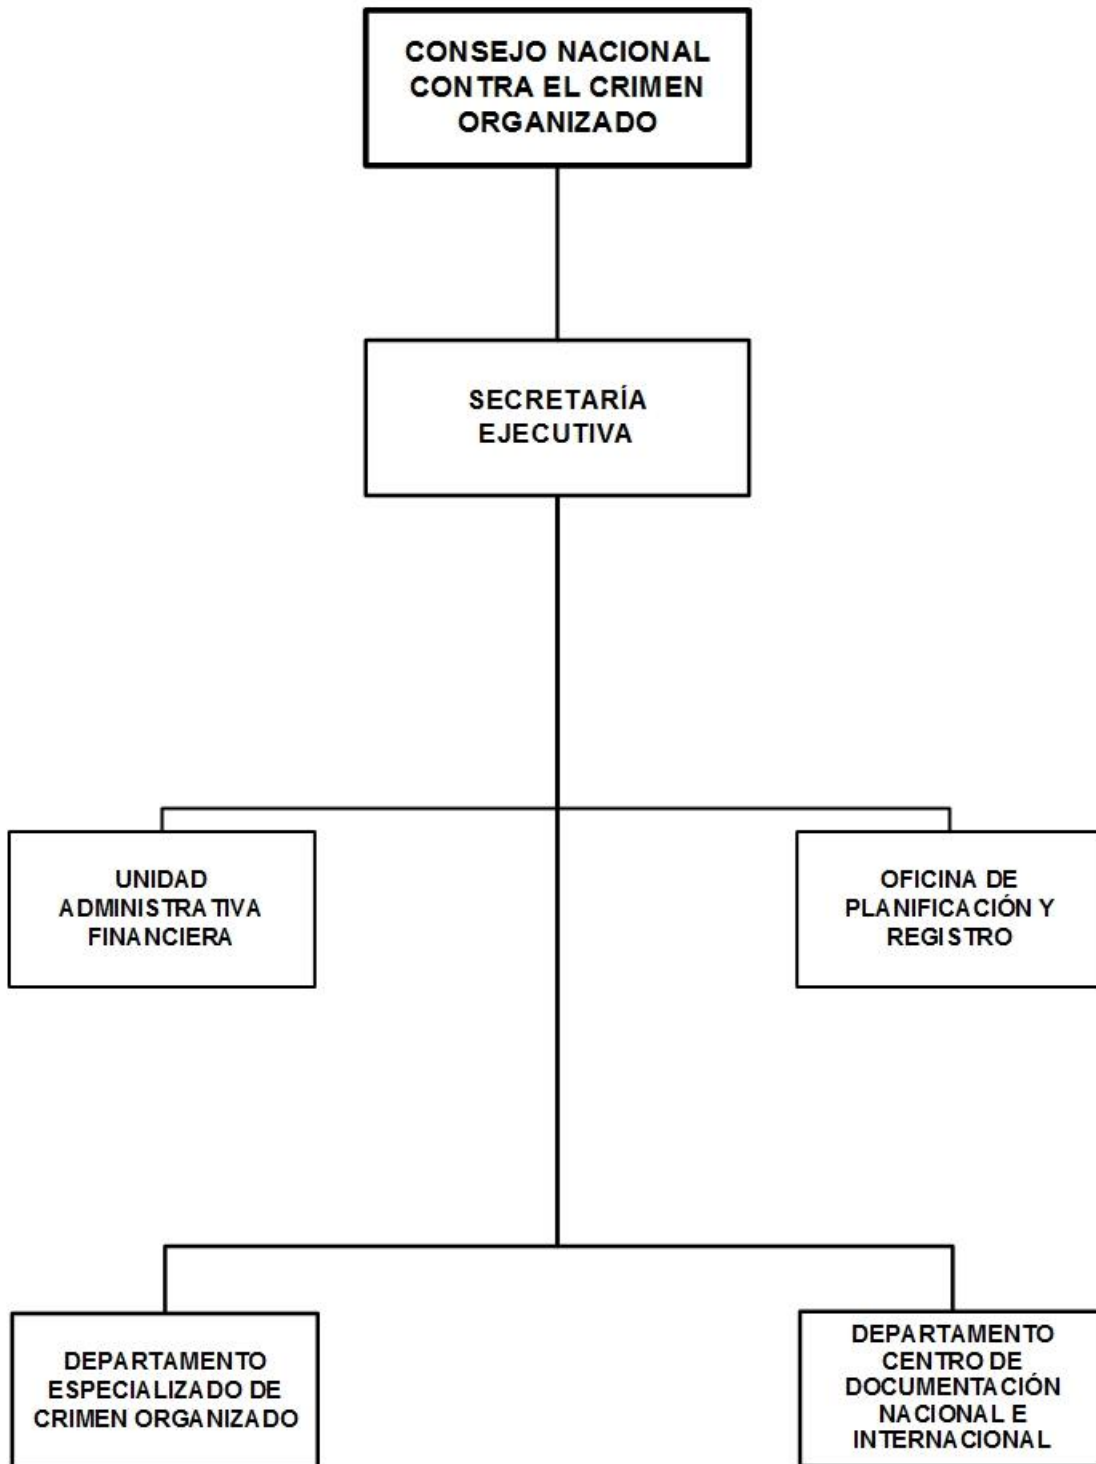 CONSEJO NACIONAL
CONTRA EL CRIMEN
ORGANIZADO
SECRETARÍA
EJECUTIVA
UNIDAD
ADMINISTRATIVA
FINANCIERA
OFICINA DE
PLANIFICACIÓN Y
REGISTRO
DEPARTAMENTO
ESPECIALIZADO DE
CRIMEN ORGANIZADO
DEPARTAMENTO
CENTRO DE
DOCUMENTACIÓN
NACIONAL E
INTERNACIONAL